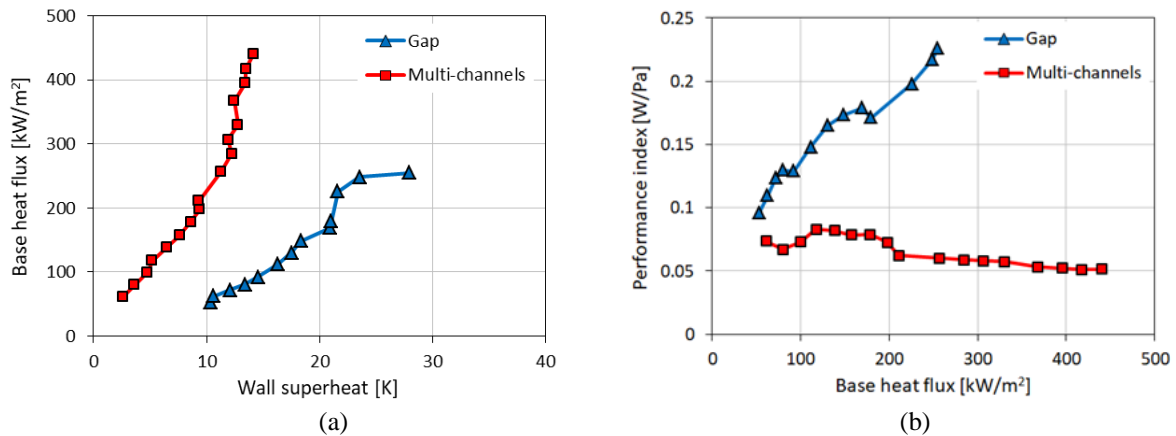 500
400
300
200
100
0
0
10
20
30
40
Base heat flux [kW/m²]
Wall superheat [K]
Gap
Multi-channels
(a)
0.25
0.2
0.15
0.1
0.05
0
0
100
200
300
400
500
Performance index [W/Pa]
Base heat flux [kW/m²]
Gap
Multi-channels
(b)